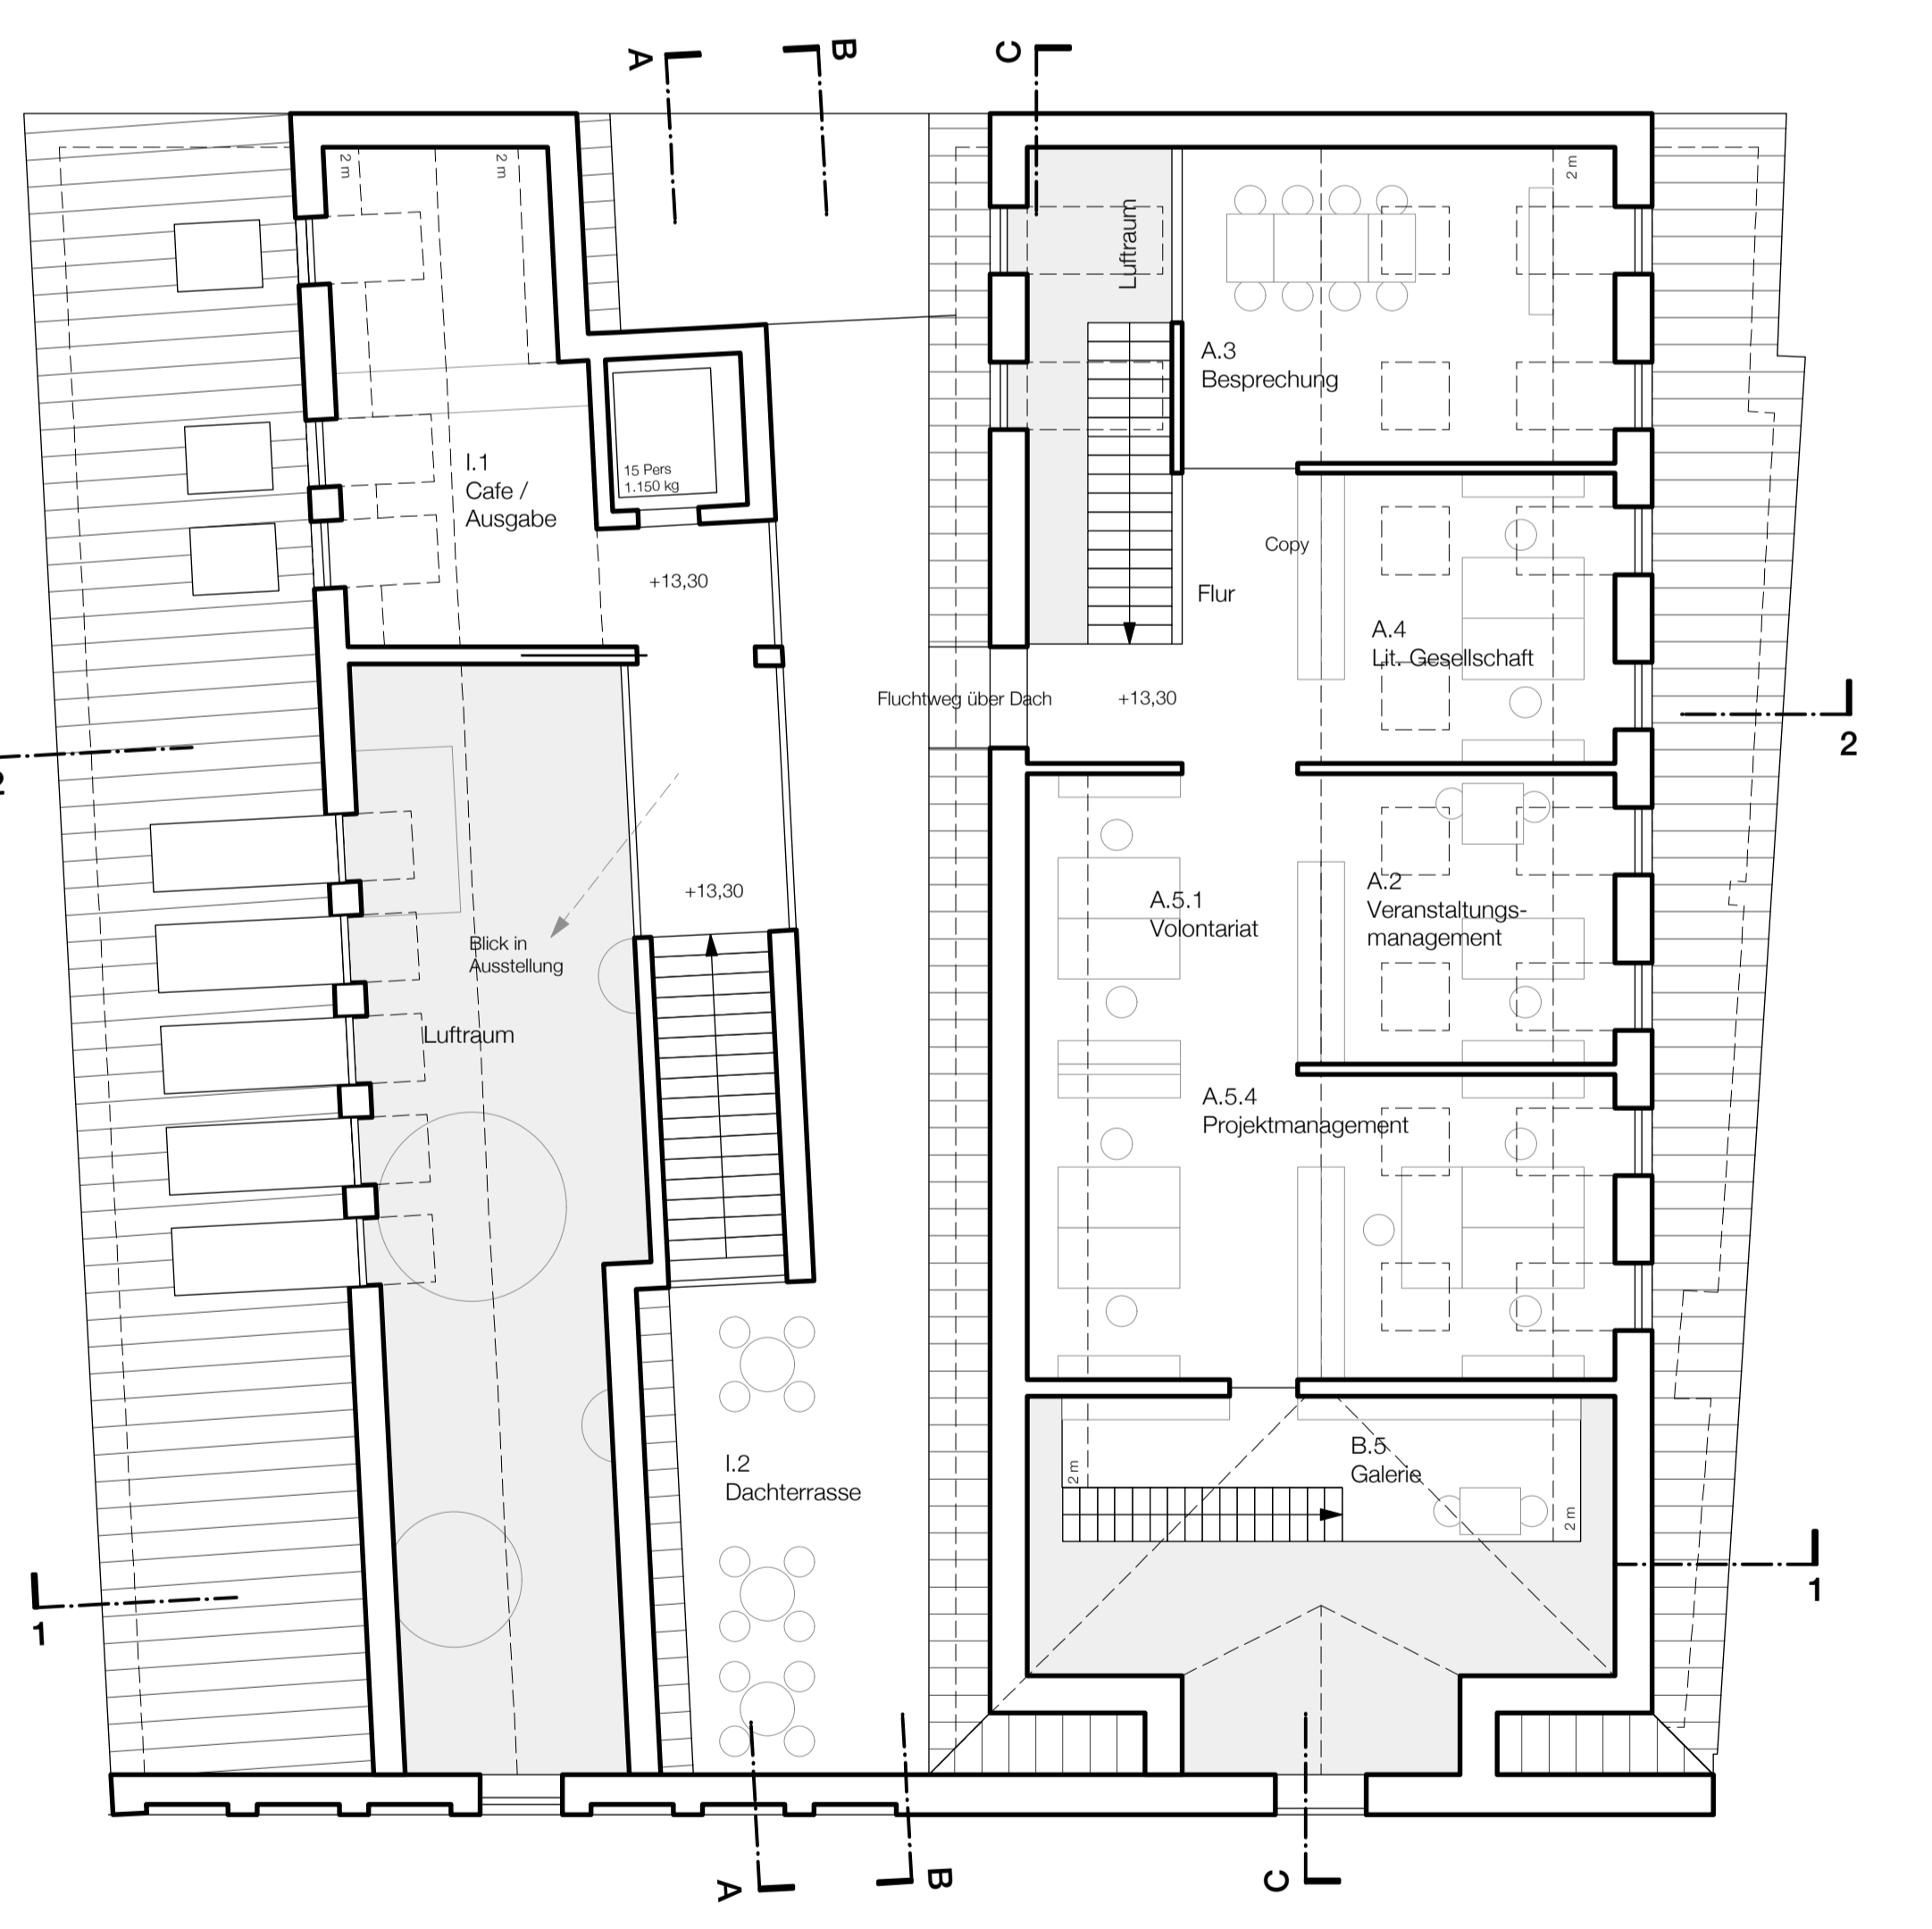 A
B
C
2 m
2 m
2 m
Luftraum
A.3
Besprechung
I.1
Cafe /
Ausgabe
15 Pers
1.150 kg
Copy
+13,30
Flur
A.4
Lit. Gesellschaft
Fluchtweg über Dach
+13,30
2
2
+13,30
A.5.1
Volontariat
A.2
Veranstaltungs-
management
Blick in
Ausstellung
Luftraum
A.5.4
Projektmanagement
B.5
Galerie
2 m
2 m
I.2
Dachterrasse
1
1
A
B
C